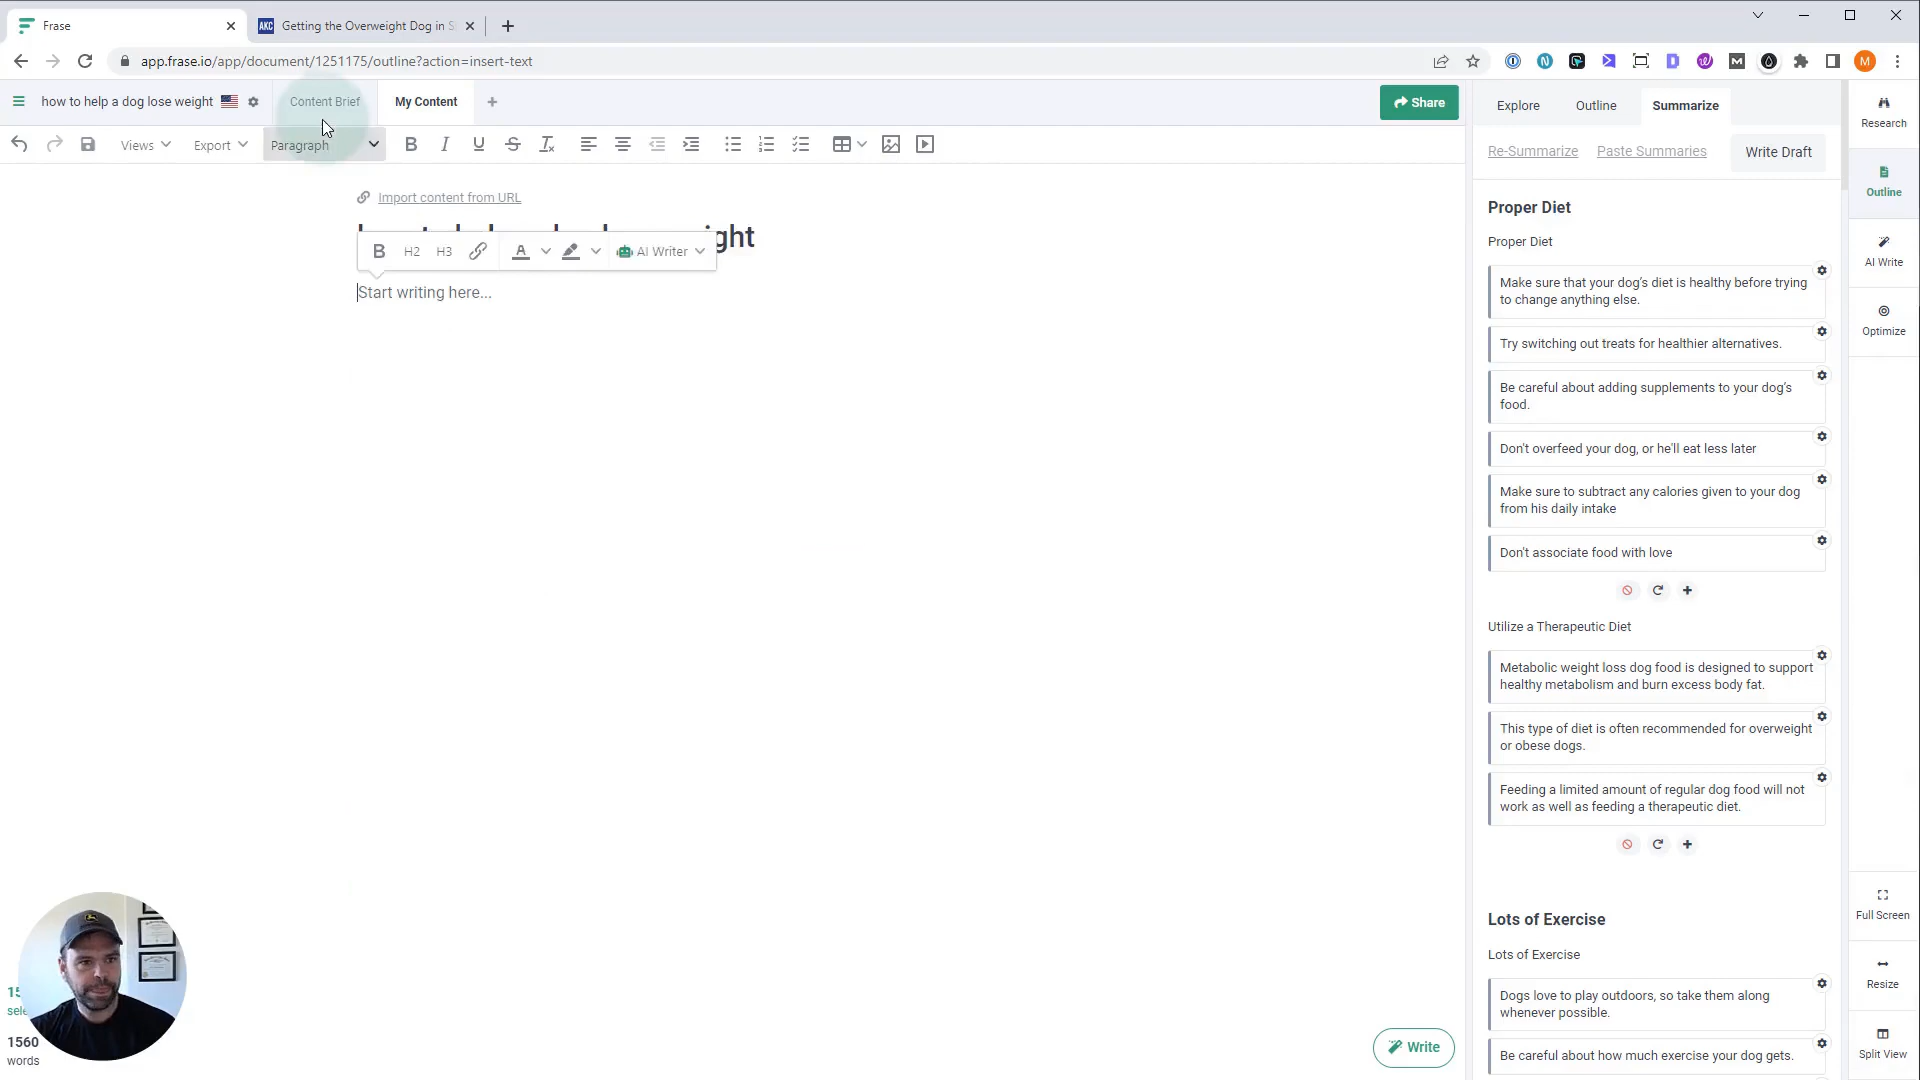 Frase
AKC Getting the Overweight Dog in S
app.frase.io/app/document/1251175/outline?action=insert-text
M
how to help a dog lose weight
Content Brief
My Content
Share
Explore
Outline
Summarize
Research
Views
Export
Paragraph
Re-Summarize
Paste Summaries
Write Draft
Import content from URL
ght
B
H2
H3
A
AI Writer
Start writing here...
Proper Diet
Proper Diet
Make sure that your dog's diet is healthy before trying
to change anything else.
Try switching out treats for healthier alternatives.
Be careful about adding supplements to your dog's
food.
Don't overfeed your dog, or he'll eat less later
Make sure to subtract any calories given to your dog
from his daily intake
Don't associate food with love
Utilize a Therapeutic Diet
Metabolic weight loss dog food is designed to support
healthy metabolism and burn excess body fat.
This type of diet is often recommended for overweight
or obese dogs.
Feeding a limited amount of regular dog food will not
work as well as feeding a therapeutic diet.
Lots of Exercise
Lots of Exercise
Dogs love to play outdoors, so take them along
whenever possible.
Be careful about how much exercise your dog gets.
Outline
AI Write
Optimize
Full Screen
Resize
Split View
1560
words
Write